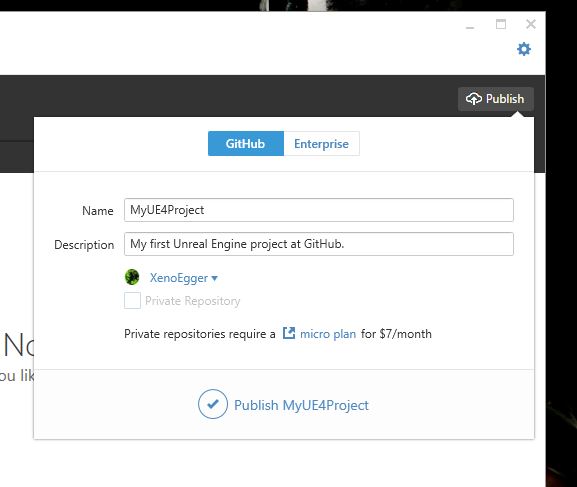 Publish
GitHub Enterprise
Name MyUE4Project
Description My first Unreal Engine project at GitHub.
XenoEgger
Private Repository
Private repositories require a micro plan for $7/month
No
ou lik
Publish MyUE4Project